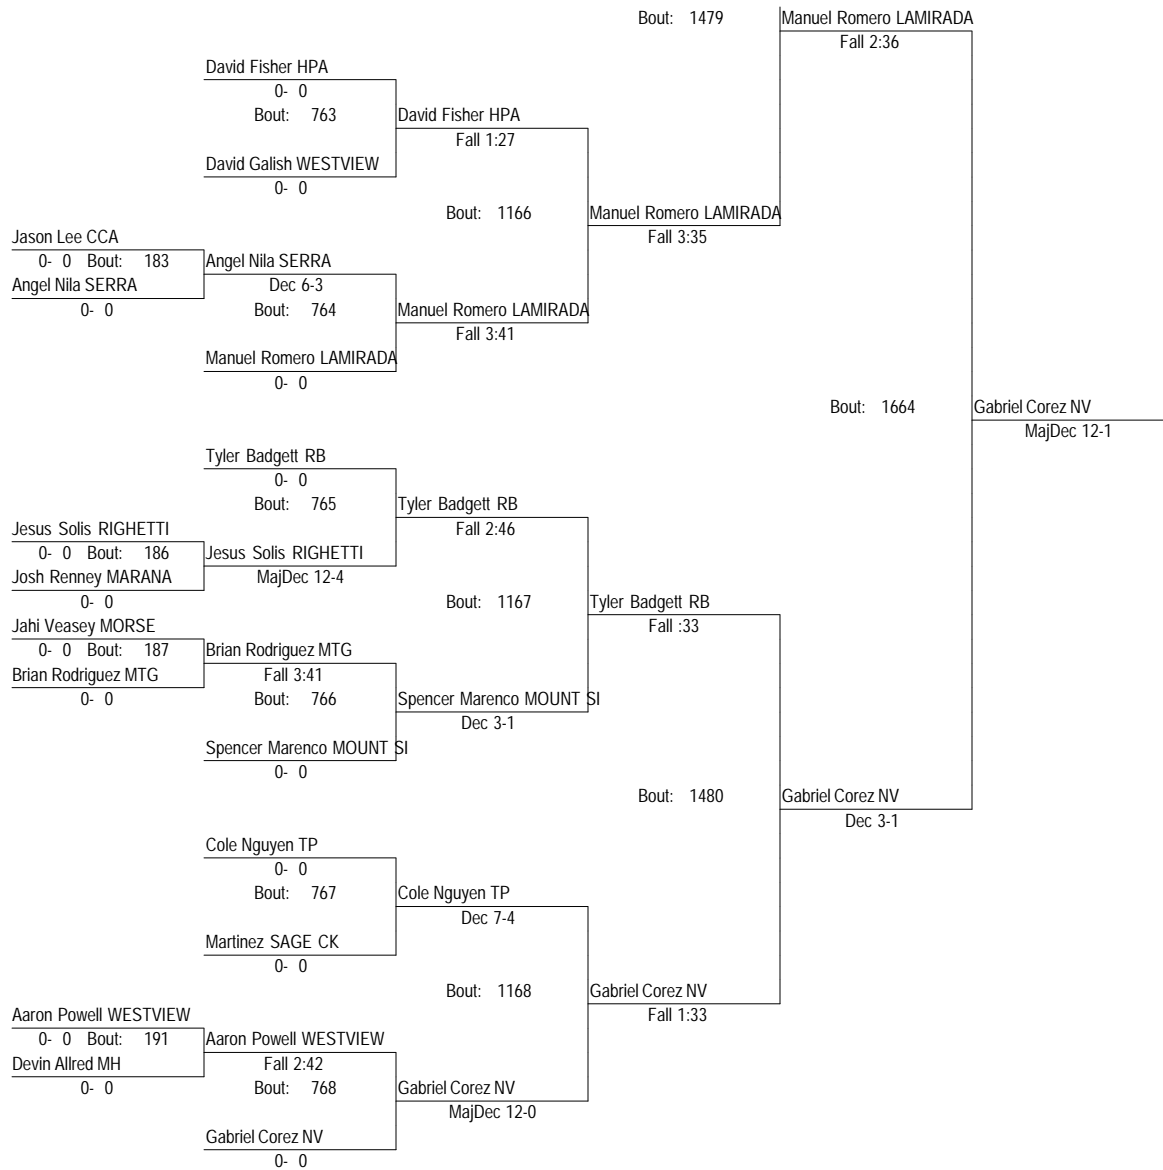 Bout: 1479
Manuel Romero LAMIRADA
Fall 2:36
David Fisher HPA
0- 0
Bout: 763
David Fisher HPA
Fall 1:27
David Galish WESTVIEW
0- 0
Bout: 1166
Manuel Romero LAMIRADA
Fall 3:35
Jason Lee CCA
0- 0 Bout: 183
Angel Nila SERRA
Dec 6-3
Angel Nila SERRA
0- 0
Bout: 764
Manuel Romero LAMIRADA
Fall 3:41
Manuel Romero LAMIRADA
0- 0
Bout: 1664
Gabriel Corez NV
MajDec 12-1
Tyler Badgett RB
0- 0
Bout: 765
Tyler Badgett RB
Fall 2:46
Jesus Solis RIGHETTI
0- 0 Bout: 186
Jesus Solis RIGHETTI
MajDec 12-4
Josh Renney MARANA
0- 0
Bout: 1167
Tyler Badgett RB
Fall :33
Jahi Veasey MORSE
0- 0 Bout: 187
Brian Rodriguez MTG
Fall 3:41
Brian Rodriguez MTG
0- 0
Bout: 766
Spencer Marenco MOUNT SI
Dec 3-1
Spencer Marenco MOUNT SI
0- 0
Bout: 1480
Gabriel Corez NV
Dec 3-1
Cole Nguyen TP
0- 0
Bout: 767
Cole Nguyen TP
Dec 7-4
Martinez SAGE CK
0- 0
Bout: 1168
Gabriel Corez NV
Fall 1:33
Aaron Powell WESTVIEW
0- 0 Bout: 191
Aaron Powell WESTVIEW
Fall 2:42
Devin Allred MH
0- 0
Bout: 768
Gabriel Corez NV
MajDec 12-0
Gabriel Corez NV
0- 0